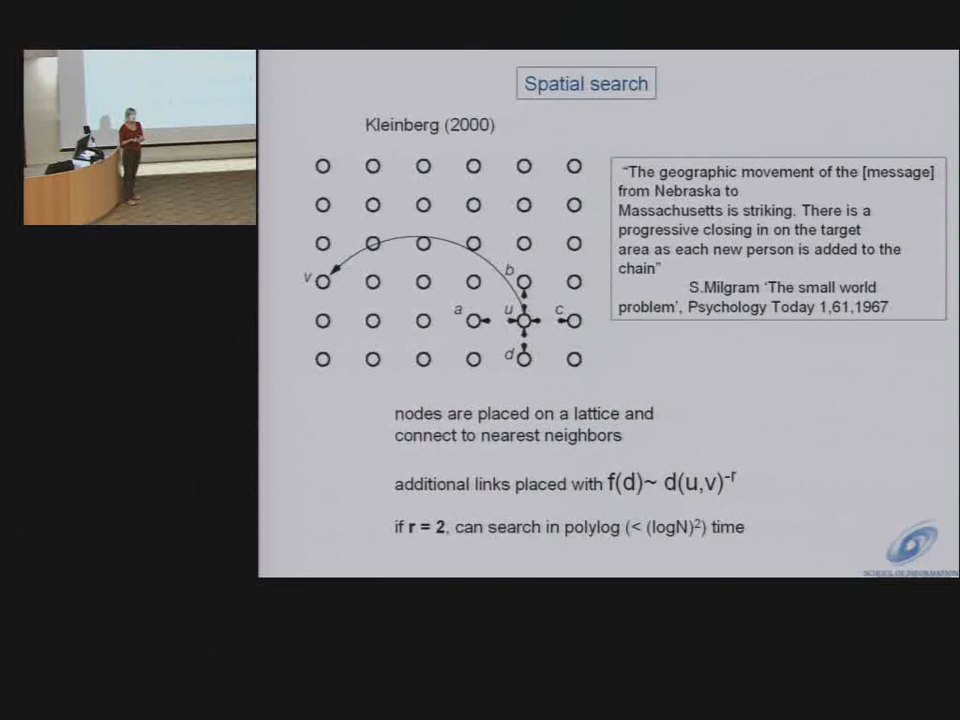 Spatial search
Kleinberg (2000)
“The geographic movement of the [message]
from Nebraska to
Massachusetts is striking. There is a
progressive closing in on the target
area as each new person is added to the
chain”
S.Milgram ‘The small world
problem’, Psychology Today 1,61,1967
v
b
a
u
c
d
nodes are placed on a lattice and
connect to nearest neighbors
additional links placed with f(d)~ d(u,v)⁻ʳ
if r = 2, can search in polylog (< (logN)²) time
SCHOOL OF INFORMATION